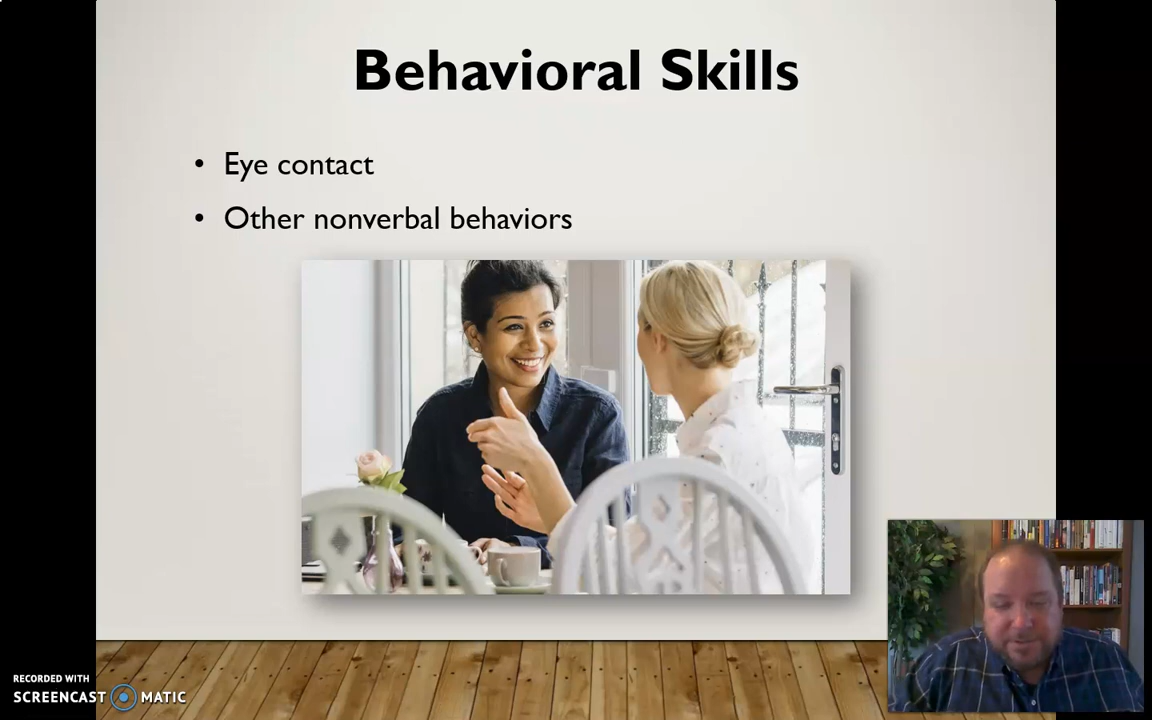 Behavioral Skills
• Eye contact
• Other nonverbal behaviors
RECORDED WITH
SCREENCAST MATIC